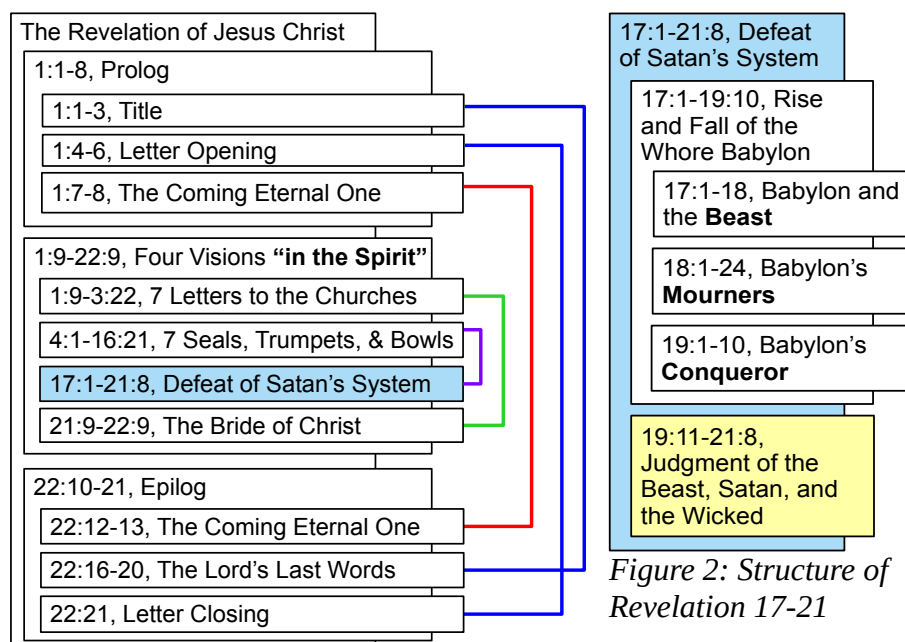 The Revelation of Jesus Christ
1:1-8, Prolog
1:1-3, Title
1:4-6, Letter Opening
1:7-8, The Coming Eternal One
1:9-22:9, Four Visions “in the Spirit”
1:9-3:22, 7 Letters to the Churches
4:1-16:21, 7 Seals, Trumpets, & Bowls
17:1-21:8, Defeat of Satan’s System
21:9-22:9, The Bride of Christ
22:10-21, Epilog
22:12-13, The Coming Eternal One
22:16-20, The Lord’s Last Words
22:21, Letter Closing
17:1-21:8, Defeat
of Satan’s System
17:1-19:10, Rise
and Fall of the
Whore Babylon
17:1-18, Babylon and
the Beast
18:1-24, Babylon’s
Mourners
19:1-10, Babylon’s
Conqueror
19:11-21:8,
Judgment of the
Beast, Satan, and
the Wicked
Figure 2: Structure of
Revelation 17-21